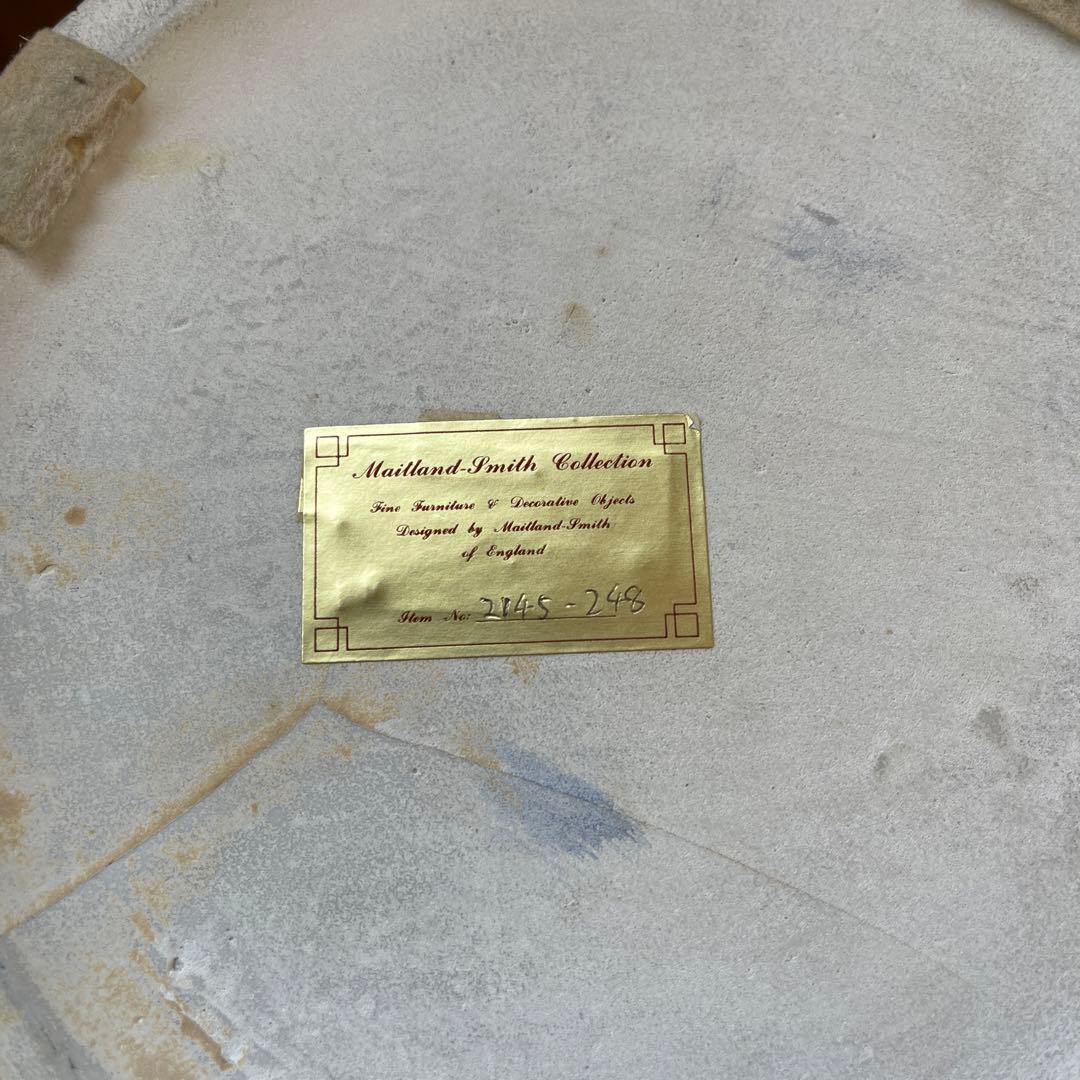 Maitland-Smith Collection
Fine Furniture & Decorative Objects
Designed by Maitland-Smith
of England
Item No: 2145-248